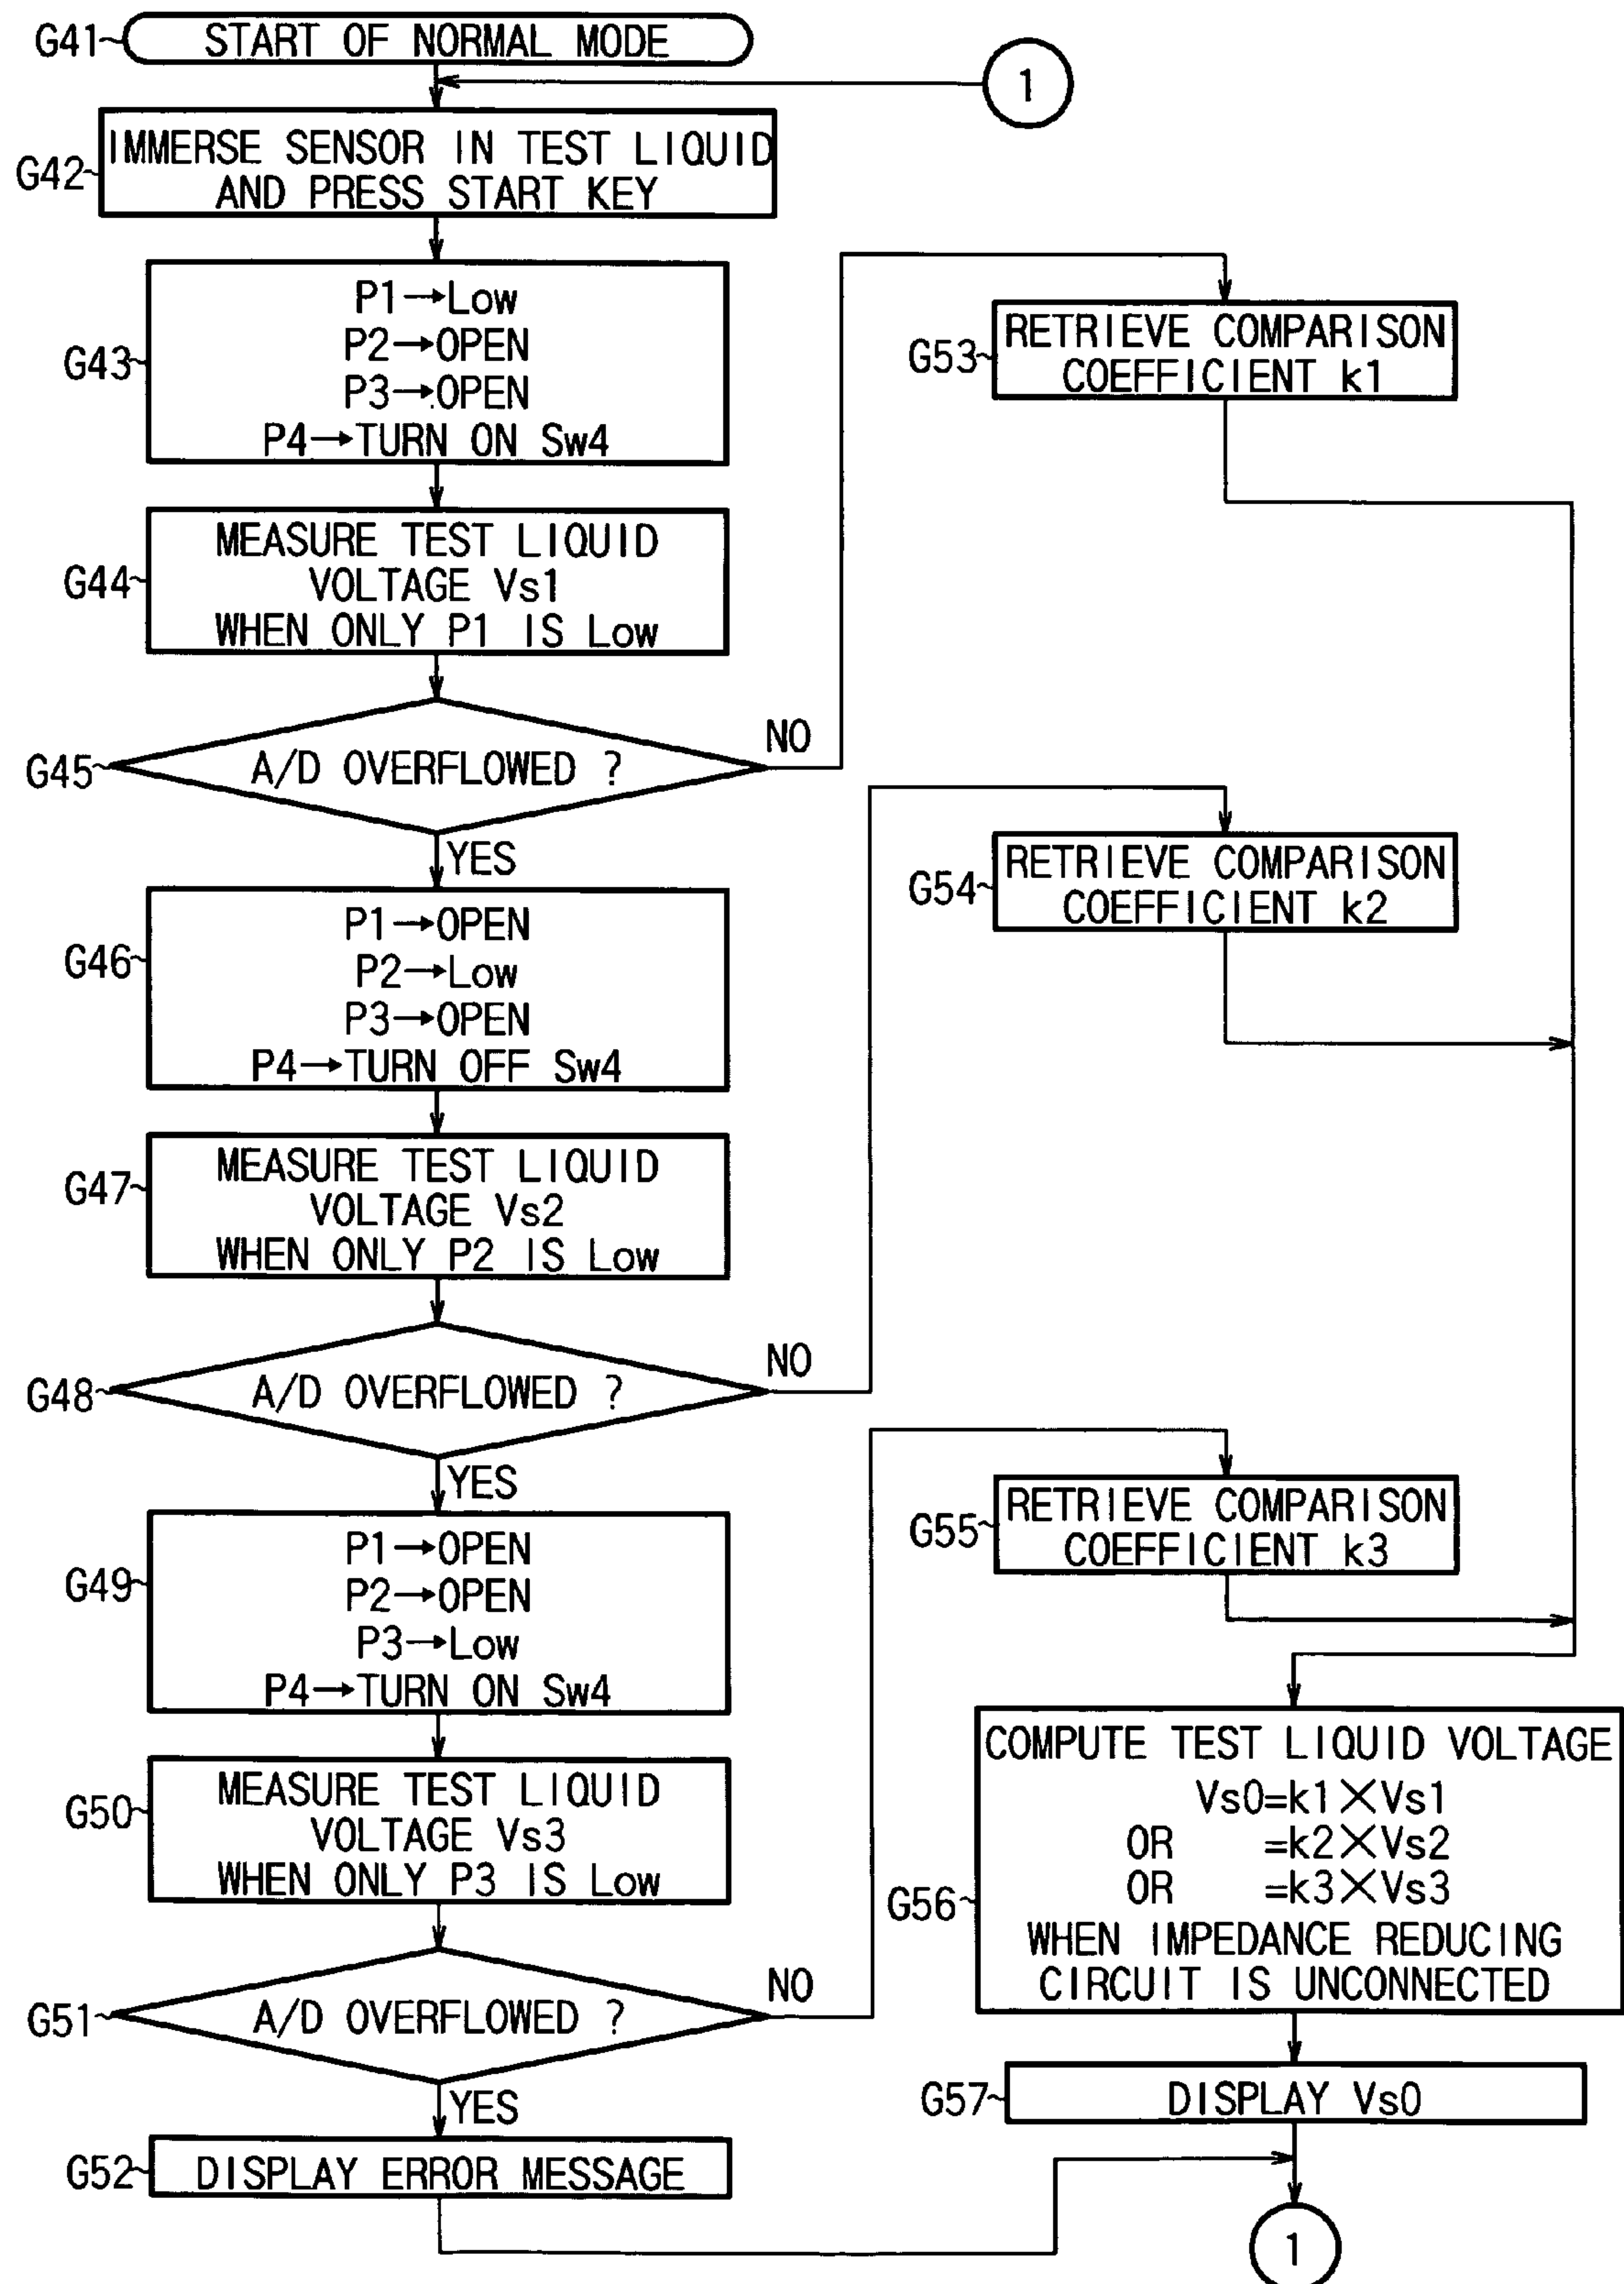 G41
START OF NORMAL MODE
1
G42
IMMERSE SENSOR IN TEST LIQUID
AND PRESS START KEY
G43
P1→Low
P2→OPEN
P3→OPEN
P4→TURN ON Sw4
G44
MEASURE TEST LIQUID
VOLTAGE Vs1
WHEN ONLY P1 IS Low
G45
A/D OVERFLOWED ?
NO
YES
G53
RETRIEVE COMPARISON
COEFFICIENT k1
G46
P1→OPEN
P2→Low
P3→OPEN
P4→TURN OFF Sw4
G47
MEASURE TEST LIQUID
VOLTAGE Vs2
WHEN ONLY P2 IS Low
G48
A/D OVERFLOWED ?
NO
YES
G54
RETRIEVE COMPARISON
COEFFICIENT k2
G49
P1→OPEN
P2→OPEN
P3→Low
P4→TURN ON Sw4
G50
MEASURE TEST LIQUID
VOLTAGE Vs3
WHEN ONLY P3 IS Low
G51
A/D OVERFLOWED ?
NO
YES
G55
RETRIEVE COMPARISON
COEFFICIENT k3
G52
DISPLAY ERROR MESSAGE
G56
COMPUTE TEST LIQUID VOLTAGE
Vs0=k1×Vs1
OR =k2×Vs2
OR =k3×Vs3
WHEN IMPEDANCE REDUCING
CIRCUIT IS UNCONNECTED
G57
DISPLAY Vs0
1